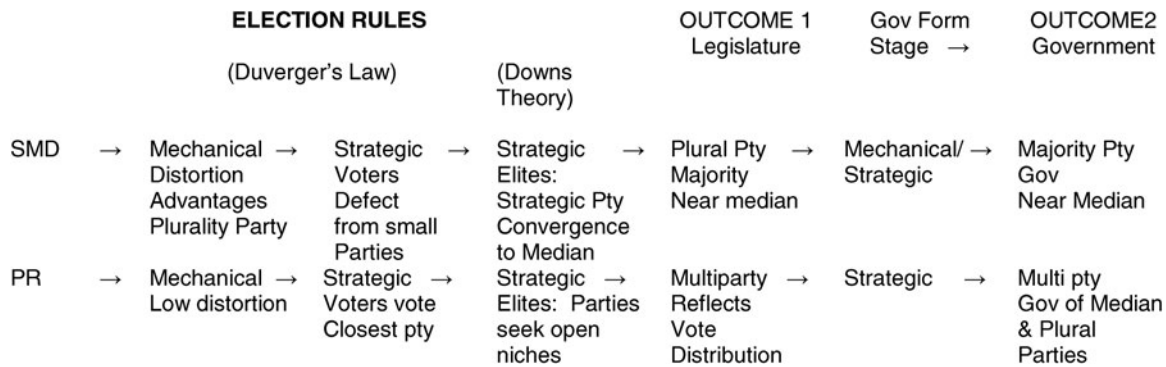 ELECTION RULES OUTCOME 1 Gov Form OUTCOME2
Legislature Stage → Government
(Duverger's Law) (Downs
Theory)
SMD → Mechanical → Strategic → Strategic → Plural Pty → Mechanical/ → Majority Pty
Distortion Voters Elites: Majority Strategic Gov
Advantages Defect Strategic Pty Near median Near Median
Plurality Party from small Convergence
Parties to Median
PR → Mechanical → Strategic → Strategic → Multiparty → Strategic → Multi pty
Low distortion Voters vote Elites: Parties Reflects Gov of Median
Closest pty seek open Vote & Plural
niches Distribution Parties